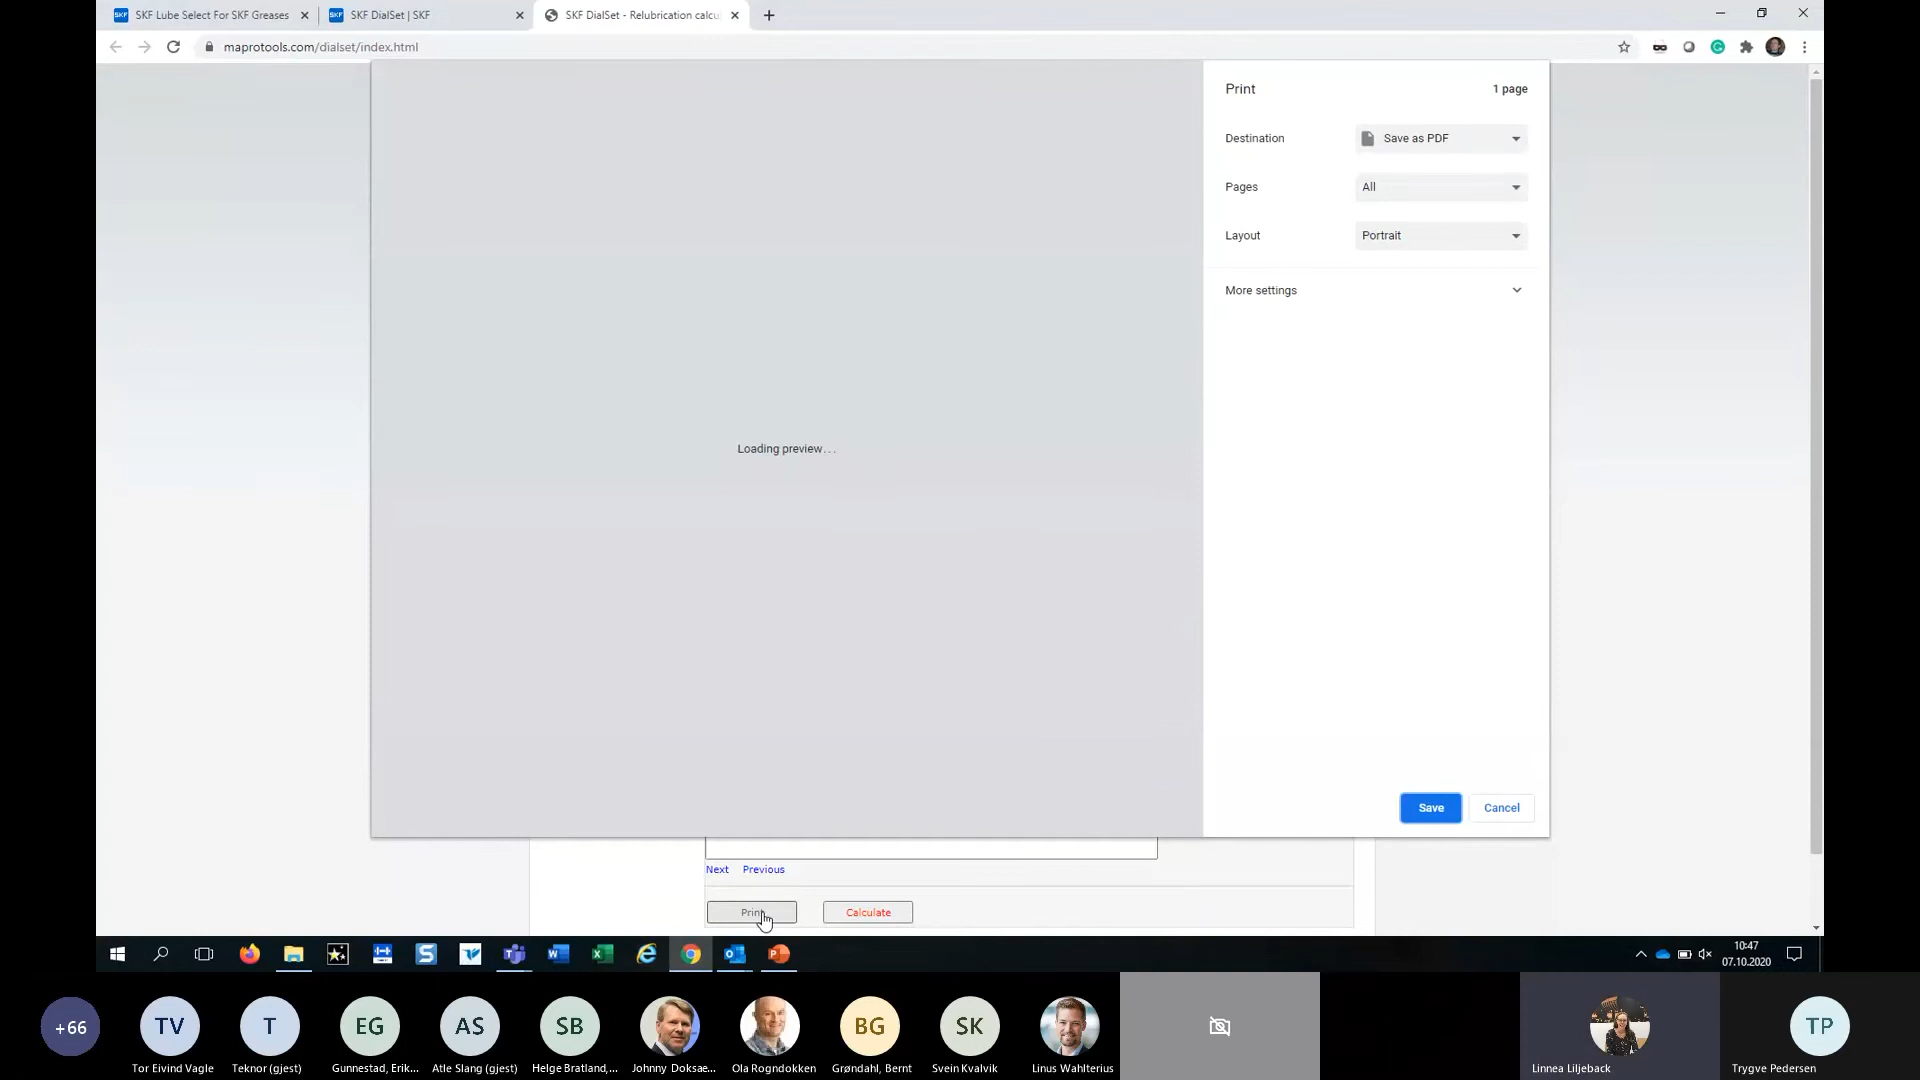 SKF Lube Select For SKF Greases
SKF DialSet | SKF
SKF DialSet - Relubrication calcu
maprotools.com/dialset/index.html
Print
1 page
Destination
Save as PDF
Pages
All
Layout
Portrait
More settings
Loading preview...
Save
Cancel
Next
Previous
Print
Calculate
10:47
07.10.2020
+66
TV
T
EG
AS
SB
BG
SK
TP
Tor Eivind Vagle
Teknor (gjest)
Gunnestad, Erik...
Atle Slang (gjest)
Helge Bratland,...
Johnny Doksæ...
Ola Rogndokken
Grøndahl, Bernt
Svein Kvalvik
Linus Wahlterius
Linnea Liljeback
Trygve Pedersen